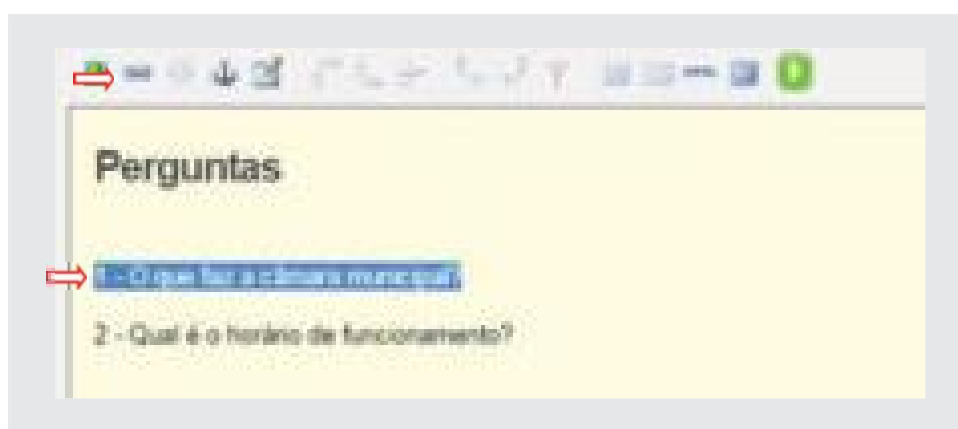 Perguntas
1 - O que faz a câmara municipal?
2 - Qual é o horário de funcionamento?